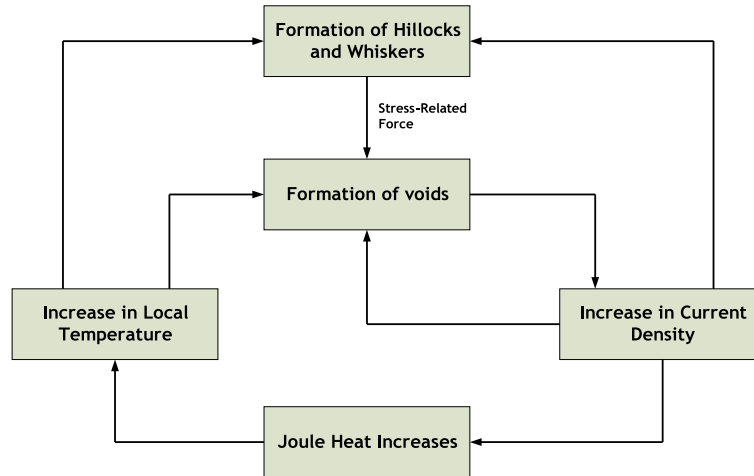 Formation of Hillocks
and Whiskers
Stress-Related
Force
Formation of voids
Increase in Local
Temperature
Increase in Current
Density
Joule Heat Increases